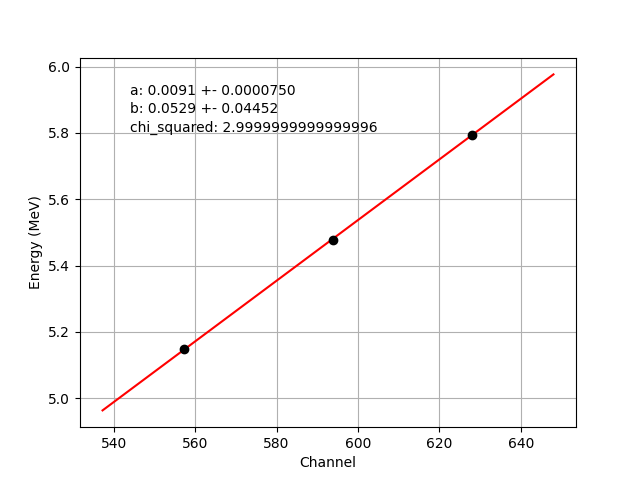 a: 0.0091 +- 0.0000750
b: 0.0529 +- 0.04452
chi_squared: 2.9999999999999996
6.0
5.8
5.6
5.4
5.2
5.0
Energy (MeV)
540 560 580 600 620 640
Channel